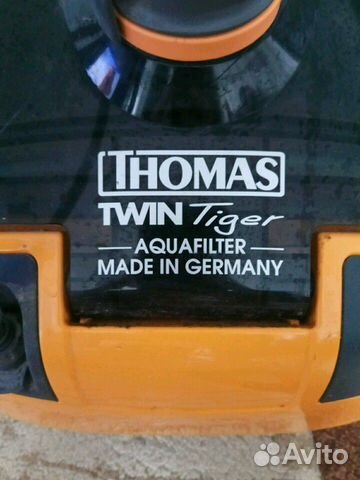 THOMAS
TWIN Tiger
AQUAFILTER
MADE IN GERMANY
Avito